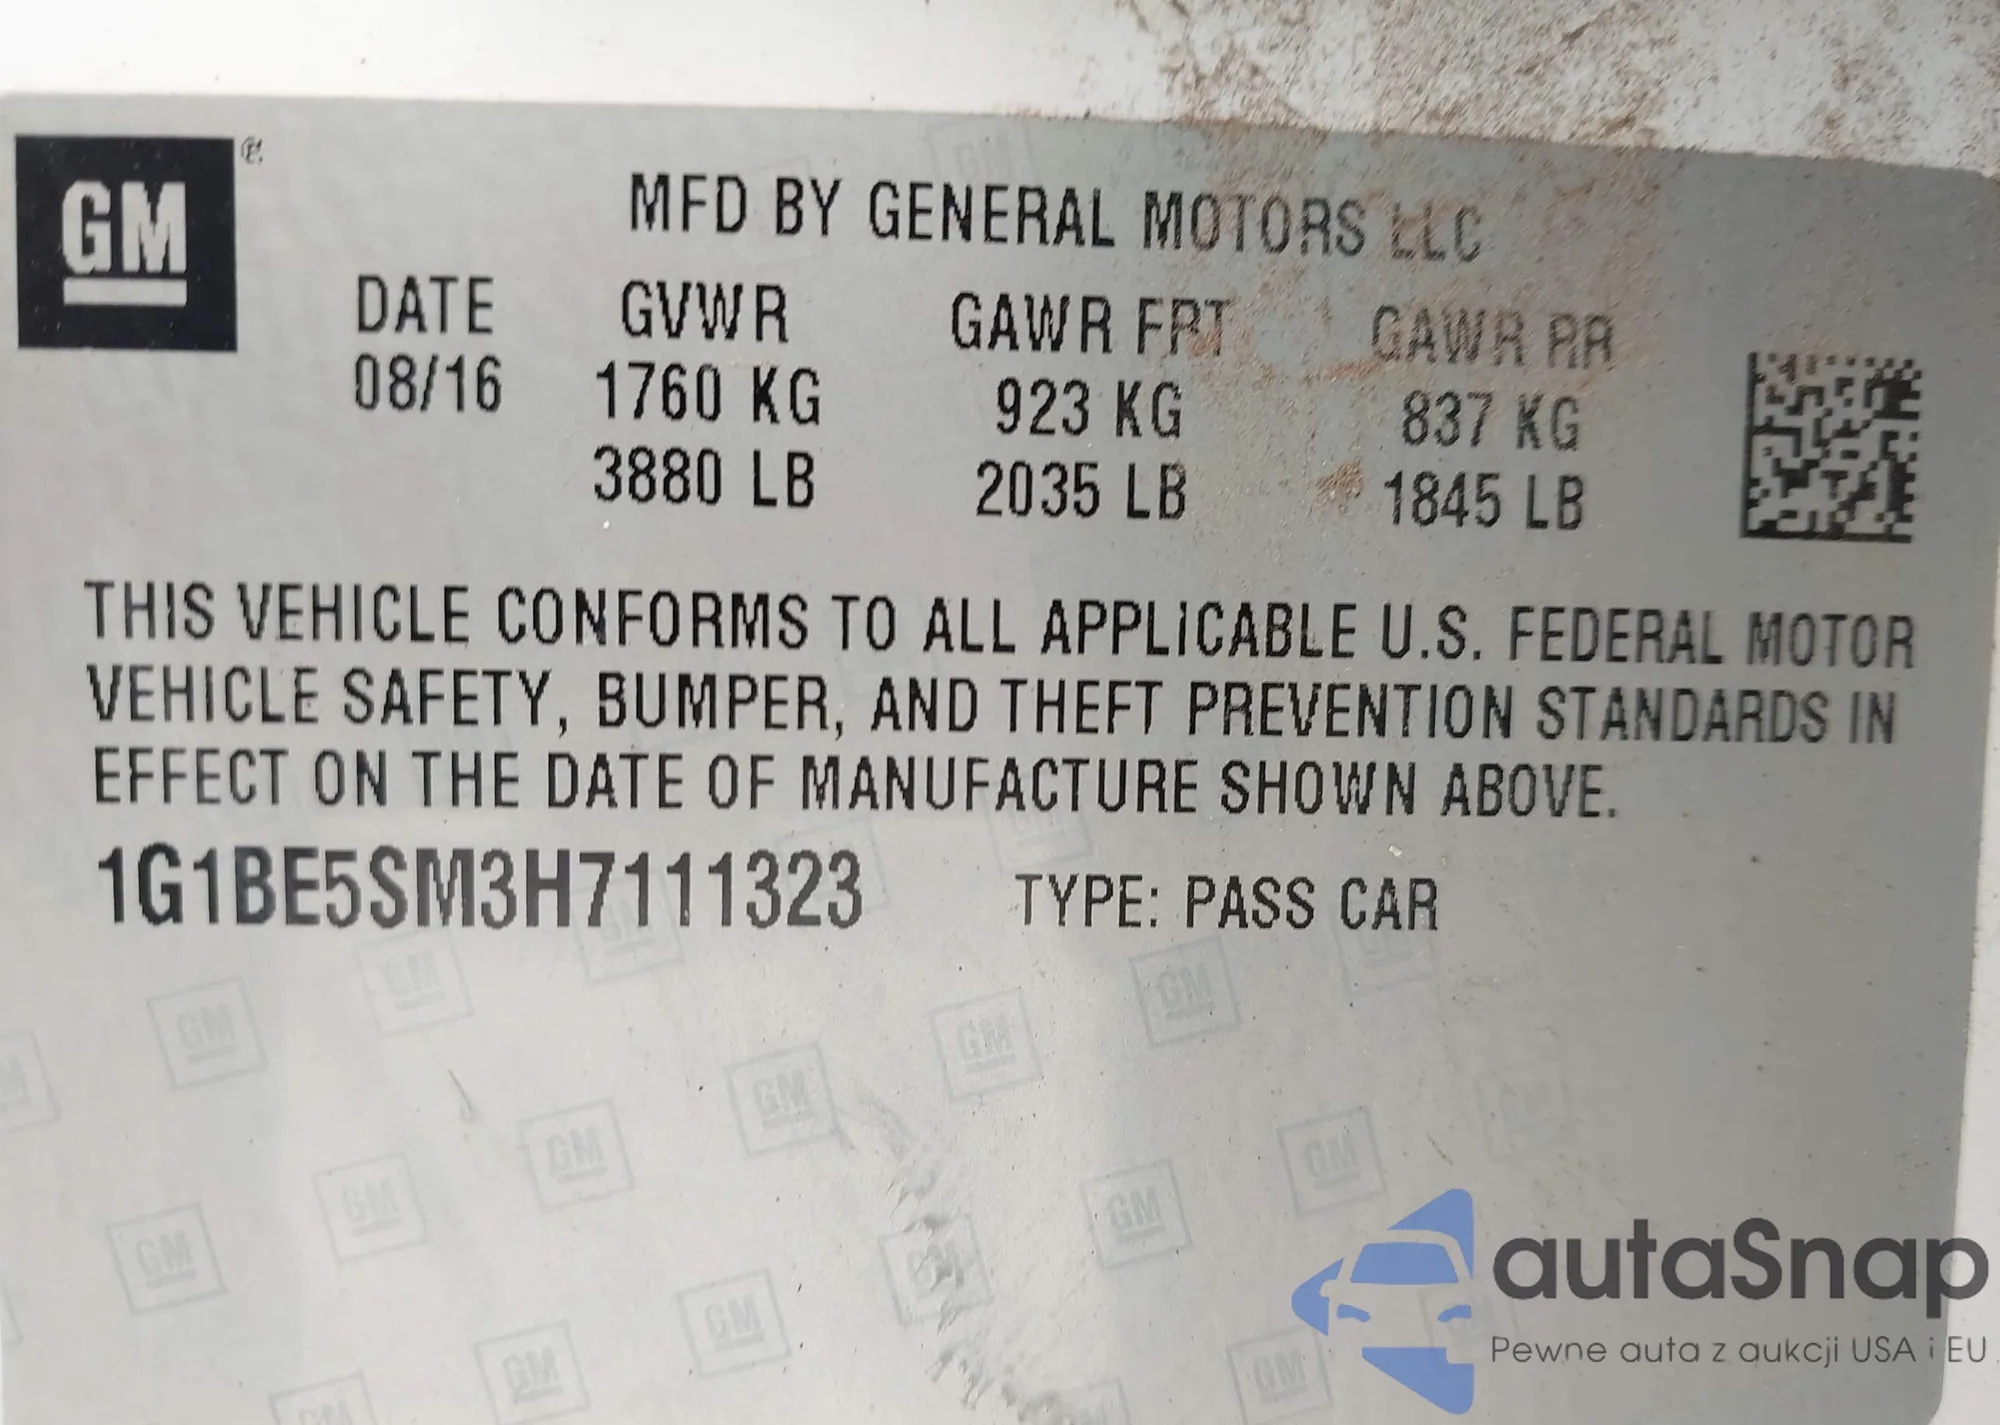 GM
MFD BY GENERAL MOTORS LLC
DATE GVWR GAWR FRT GAWR RR
08/16 1760 KG 923 KG 837 KG
3880 LB 2035 LB 1845 LB
THIS VEHICLE CONFORMS TO ALL APPLICABLE U.S. FEDERAL MOTOR
VEHICLE SAFETY, BUMPER, AND THEFT PREVENTION STANDARDS IN
EFFECT ON THE DATE OF MANUFACTURE SHOWN ABOVE.
1G1BE5SM3H7111323 TYPE: PASS CAR
autaSnap
Pewne auta z aukcji USA i EU